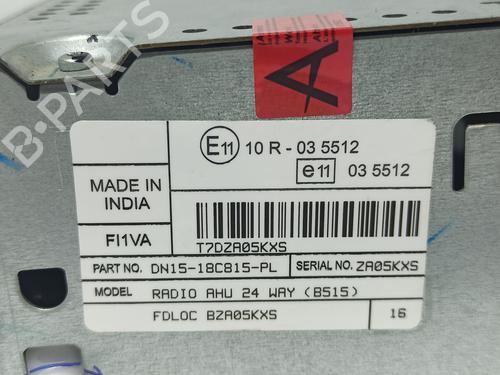 A
E11 10 R - 03 5512
e11 03 5512
MADE IN
INDIA
FI1VA
T7DZA05KXS
PART NO. DN15-18C815-PL
SERIAL NO. ZA05KXS
MODEL RADIO AHU 24 WAY (B515)
FDLOC BZA05KXS 16
B-PARTS